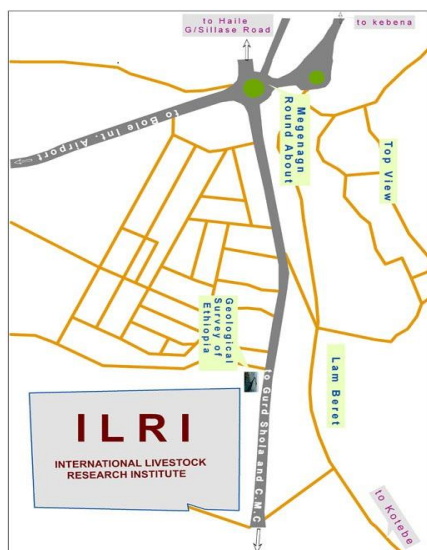 to Haile
G/Sillase Road
to kebena
to Bole Int. Airport
Megenagn
Round About
Top View
Geological
Survey of
Ethiopia
Lam Beret
to Gurd Shola and C.M.C
ILRI
INTERNATIONAL LIVESTOCK
RESEARCH INSTITUTE
to Kotebe